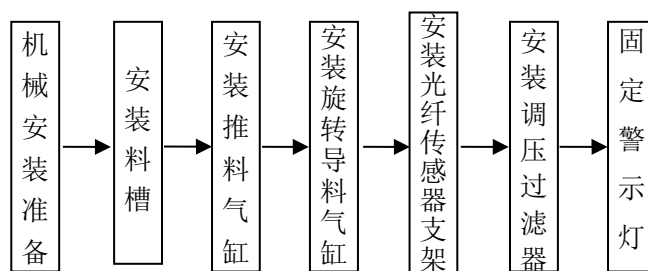 机械安装准备
安装料槽
安装推料气缸
安装旋转导料气缸
安装光纤传感器支架
安装调压过滤器
固定警示灯